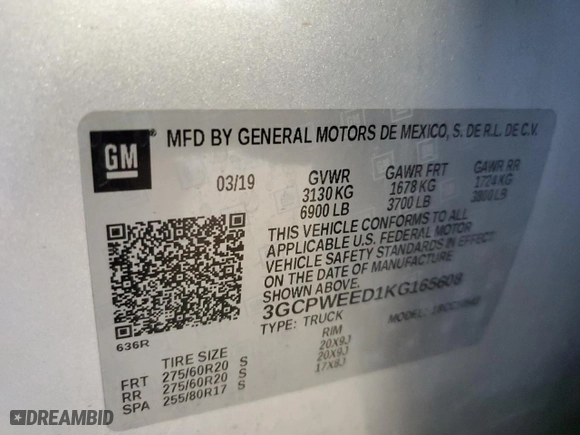 GM
MFD BY GENERAL MOTORS DE MEXICO, S. DE R.L. DE C.V.
03/19 GVWR GAWR FRT GAWR RR
3130 KG 1678 KG 1724 KG
6900 LB 3700 LB 3800 LB
THIS VEHICLE CONFORMS TO ALL
APPLICABLE U.S. FEDERAL MOTOR
VEHICLE SAFETY STANDARDS IN EFFECT
ON THE DATE OF MANUFACTURE
SHOWN ABOVE.
3GCPWEED1KG165608
TYPE: TRUCK MODEL:
636R
TIRE SIZE RIM
FRT 275/60R20 S 20X9J
RR 275/60R20 S 20X9J
SPA 255/80R17 S 17X8J
DREAMBID